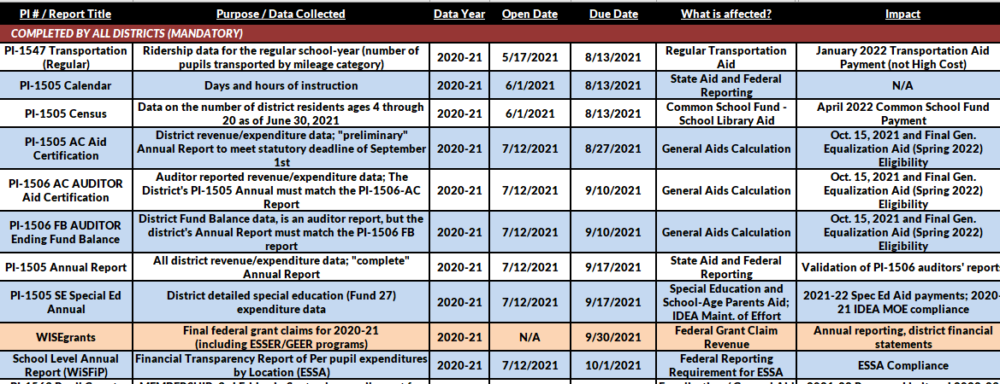 PI # / Report Title Purpose / Data Collected Data Year Open Date Due Date What is affected? Impact
COMPLETED BY ALL DISTRICTS (MANDATORY)
PI-1547 Transportation
(Regular)
Ridership data for the regular school-year (number of
pupils transported by mileage category)
2020-21
5/17/2021
8/13/2021
Regular Transportation
Aid
January 2022 Transportation Aid
Payment (not High Cost)
PI-1505 Calendar
Days and hours of instruction
2020-21
6/1/2021
8/13/2021
State Aid and Federal
Reporting
N/A
PI-1505 Census
Data on the number of district residents ages 4 through
20 as of June 30, 2021
2020-21
6/1/2021
8/13/2021
Common School Fund -
School Library Aid
April 2022 Common School Fund
Payment
PI-1505 AC Aid
Certification
District revenue/expenditure data; "preliminary"
Annual Report to meet statutory deadline of September
1st
2020-21
7/12/2021
8/27/2021
General Aids Calculation
Oct. 15, 2021 and Final Gen.
Equalization Aid (Spring 2022)
Eligibility
PI-1506 AC AUDITOR
Aid Certification
Auditor reported revenue/expenditure data; The
District's PI-1505 Annual must match the PI-1506-AC
Report
2020-21
7/12/2021
9/10/2021
General Aids Calculation
Oct. 15, 2021 and Final Gen.
Equalization Aid (Spring 2022)
Eligibility
PI-1506 FB AUDITOR
Ending Fund Balance
District Fund Balance data, is an auditor report, but the
district's Annual Report must match the PI-1506 FB
report
2020-21
7/12/2021
9/10/2021
General Aids Calculation
Oct. 15, 2021 and Final Gen.
Equalization Aid (Spring 2022)
Eligibility
PI-1505 Annual Report
All district revenue/expenditure data; "complete"
Annual Report
2020-21
7/12/2021
9/17/2021
State Aid and Federal
Reporting
Validation of PI-1506 auditors' reports
PI-1505 SE Special Ed
Annual
District detailed special education (Fund 27)
expenditure data
2020-21
7/12/2021
9/17/2021
Special Education and
School-Age Parents Aid;
IDEA Maint. of Effort
2021-22 Spec Ed Aid payments; 2020-
21 IDEA MOE compliance
WISEgrants
Final federal grant claims for 2020-21
(including ESSER/GEER programs)
2020-21
N/A
9/30/2021
Federal Grant Claim
Revenue
Annual reporting, district financial
statements
School Level Annual
Report (WiSFiP)
Financial Transparency Report of Per pupil expenditures
by Location (ESSA)
2020-21
7/12/2021
10/1/2021
Federal Reporting
Requirement for ESSA
ESSA Compliance